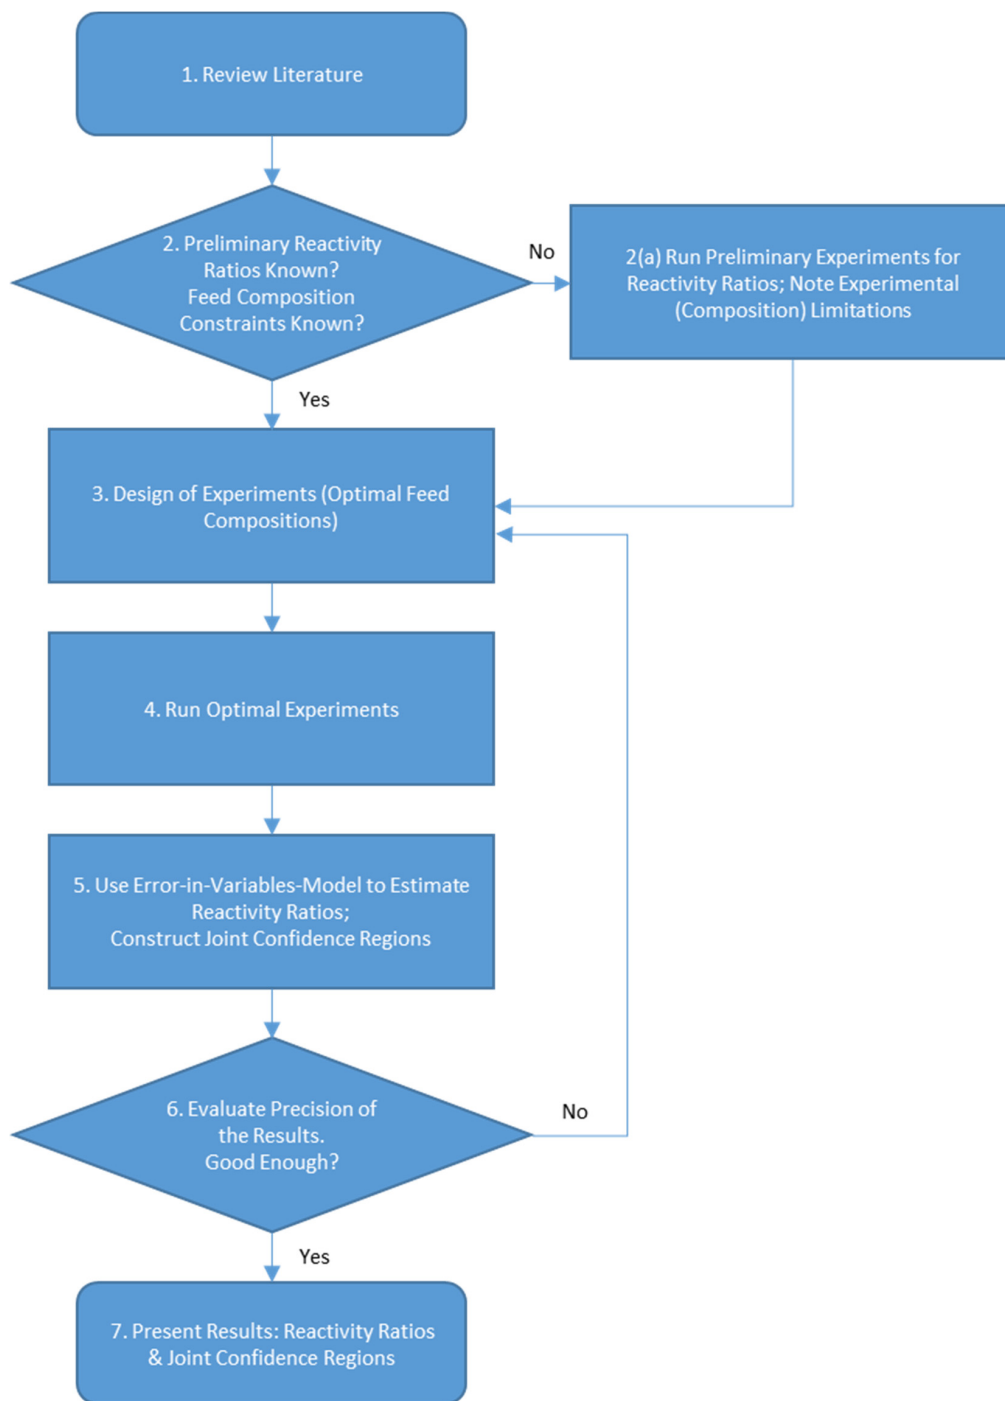 1. Review Literature
2. Preliminary Reactivity
Ratios Known?
Feed Composition
Constraints Known?
No
2(a) Run Preliminary Experiments for
Reactivity Ratios; Note Experimental
(Composition) Limitations
Yes
3. Design of Experiments (Optimal Feed
Compositions)
4. Run Optimal Experiments
5. Use Error-in-Variables-Model to Estimate
Reactivity Ratios;
Construct Joint Confidence Regions
6. Evaluate Precision of
the Results.
Good Enough?
No
Yes
7. Present Results: Reactivity Ratios
& Joint Confidence Regions